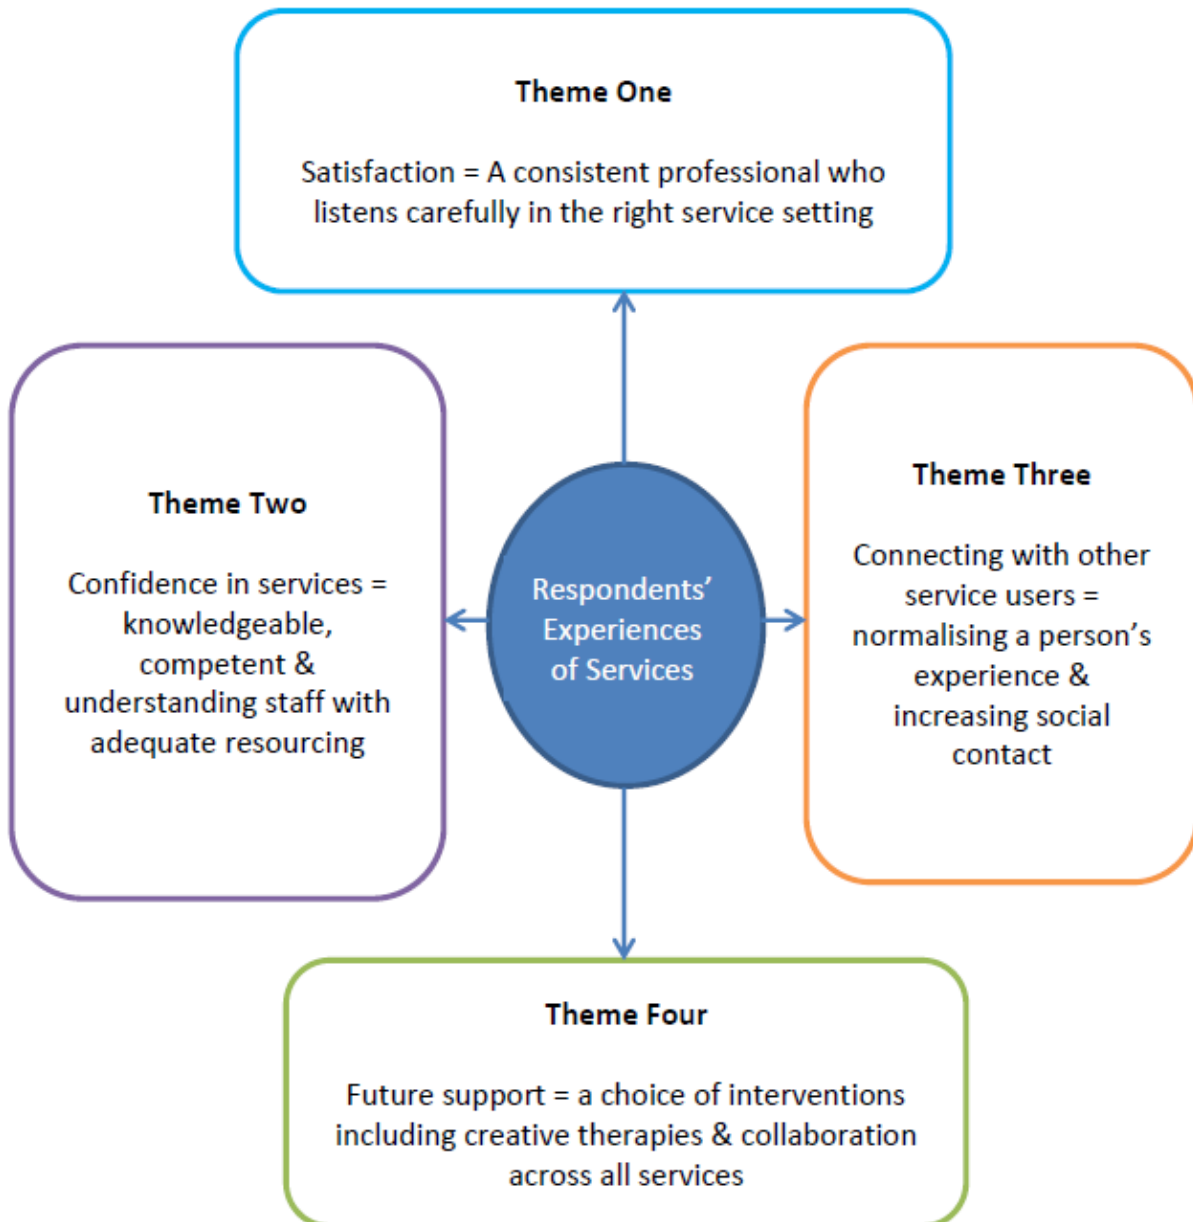 Theme One
Satisfaction = A consistent professional who
listens carefully in the right service setting
Theme Two
Confidence in services =
knowledgeable,
competent &
understanding staff with
adequate resourcing
Respondents’
Experiences
of Services
Theme Three
Connecting with other
service users =
normalising a person’s
experience &
increasing social
contact
Theme Four
Future support = a choice of interventions
including creative therapies & collaboration
across all services